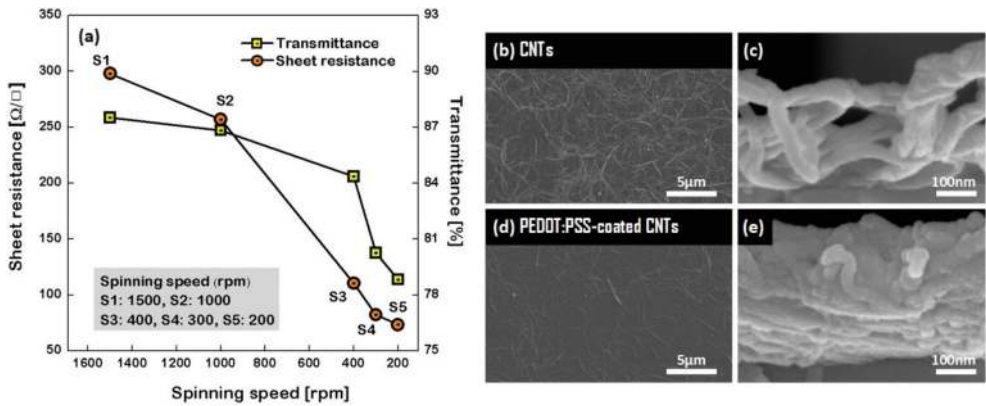 (a)
Transmittance
Sheet resistance
S1
S2
S3
S4
S5
Spinning speed (rpm)
S1: 1500, S2: 1000
S3: 400, S4: 300, S5: 200
350
300
250
200
150
100
50
Sheet resistance [Ω/□]
93
90
87
84
81
78
75
Transmittance [%]
1600 1400 1200 1000 800 600 400 200
Spinning speed [rpm]
(b) CNTs
5µm
(c)
100nm
(d) PEDOT:PSS-coated CNTs
5µm
(e)
100nm